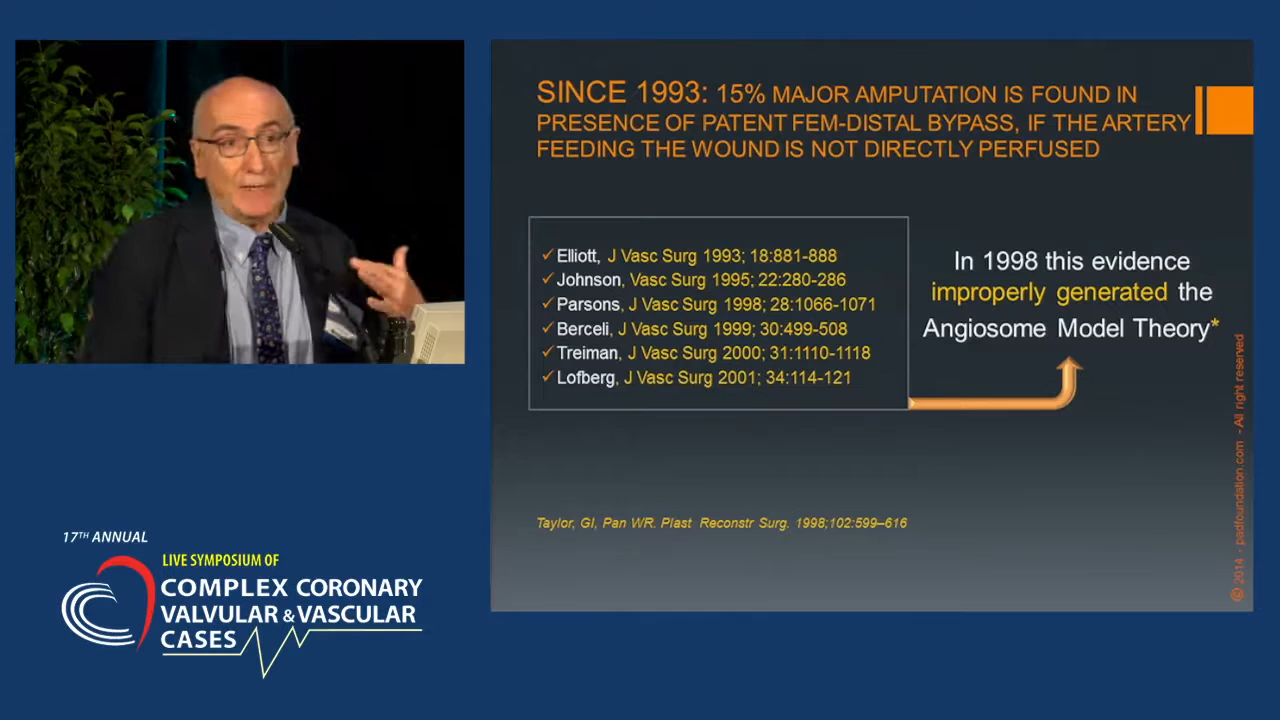 SINCE 1993: 15% MAJOR AMPUTATION IS FOUND IN
PRESENCE OF PATENT FEM-DISTAL BYPASS, IF THE ARTERY
FEEDING THE WOUND IS NOT DIRECTLY PERFUSED
✓Elliott, J Vasc Surg 1993; 18:881-888
✓Johnson, Vasc Surg 1995; 22:280-286
✓Parsons, J Vasc Surg 1998; 28:1066-1071
✓Berceli, J Vasc Surg 1999; 30:499-508
✓Treiman, J Vasc Surg 2000; 31:1110-1118
✓Lofberg, J Vasc Surg 2001; 34:114-121
In 1998 this evidence
improperly generated the
Angiosome Model Theory*
Taylor, GI, Pan WR. Plast Reconstr Surg. 1998;102:599–616
© 2014 - padfoundation.com - All right reserved
17TH ANNUAL
LIVE SYMPOSIUM OF
COMPLEX CORONARY
VALVULAR & VASCULAR
CASES